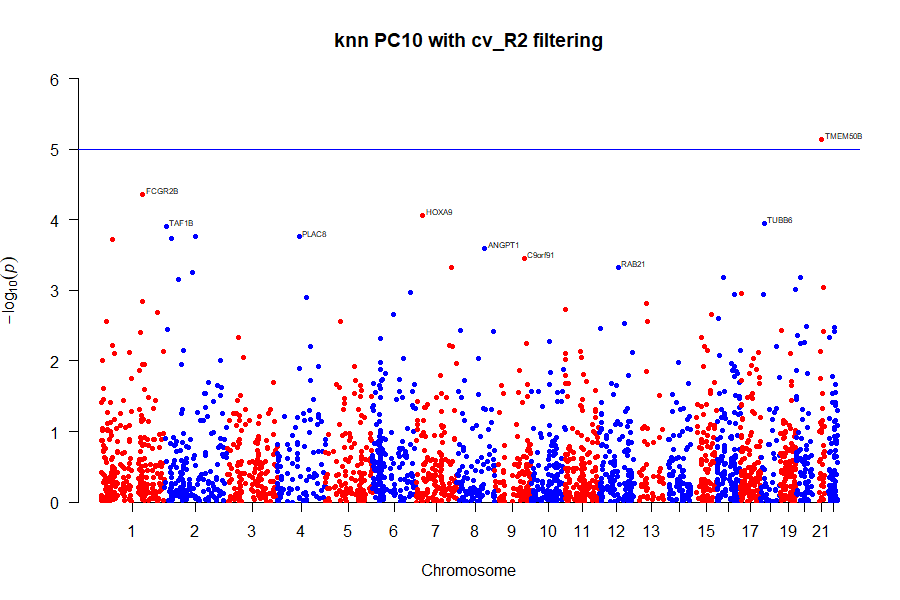 knn PC10 with cv_R2 filtering
6
TMEM50B
5
FCGR2B
HOXA9
4
TAF1B
TUBB6
PLAC8
ANGPT1
C9orf91
RAB21
3
2
1
0
−log10(p)
1 2 3 4 5 6 7 8 9 10 11 12 13 15 17 19 21
Chromosome